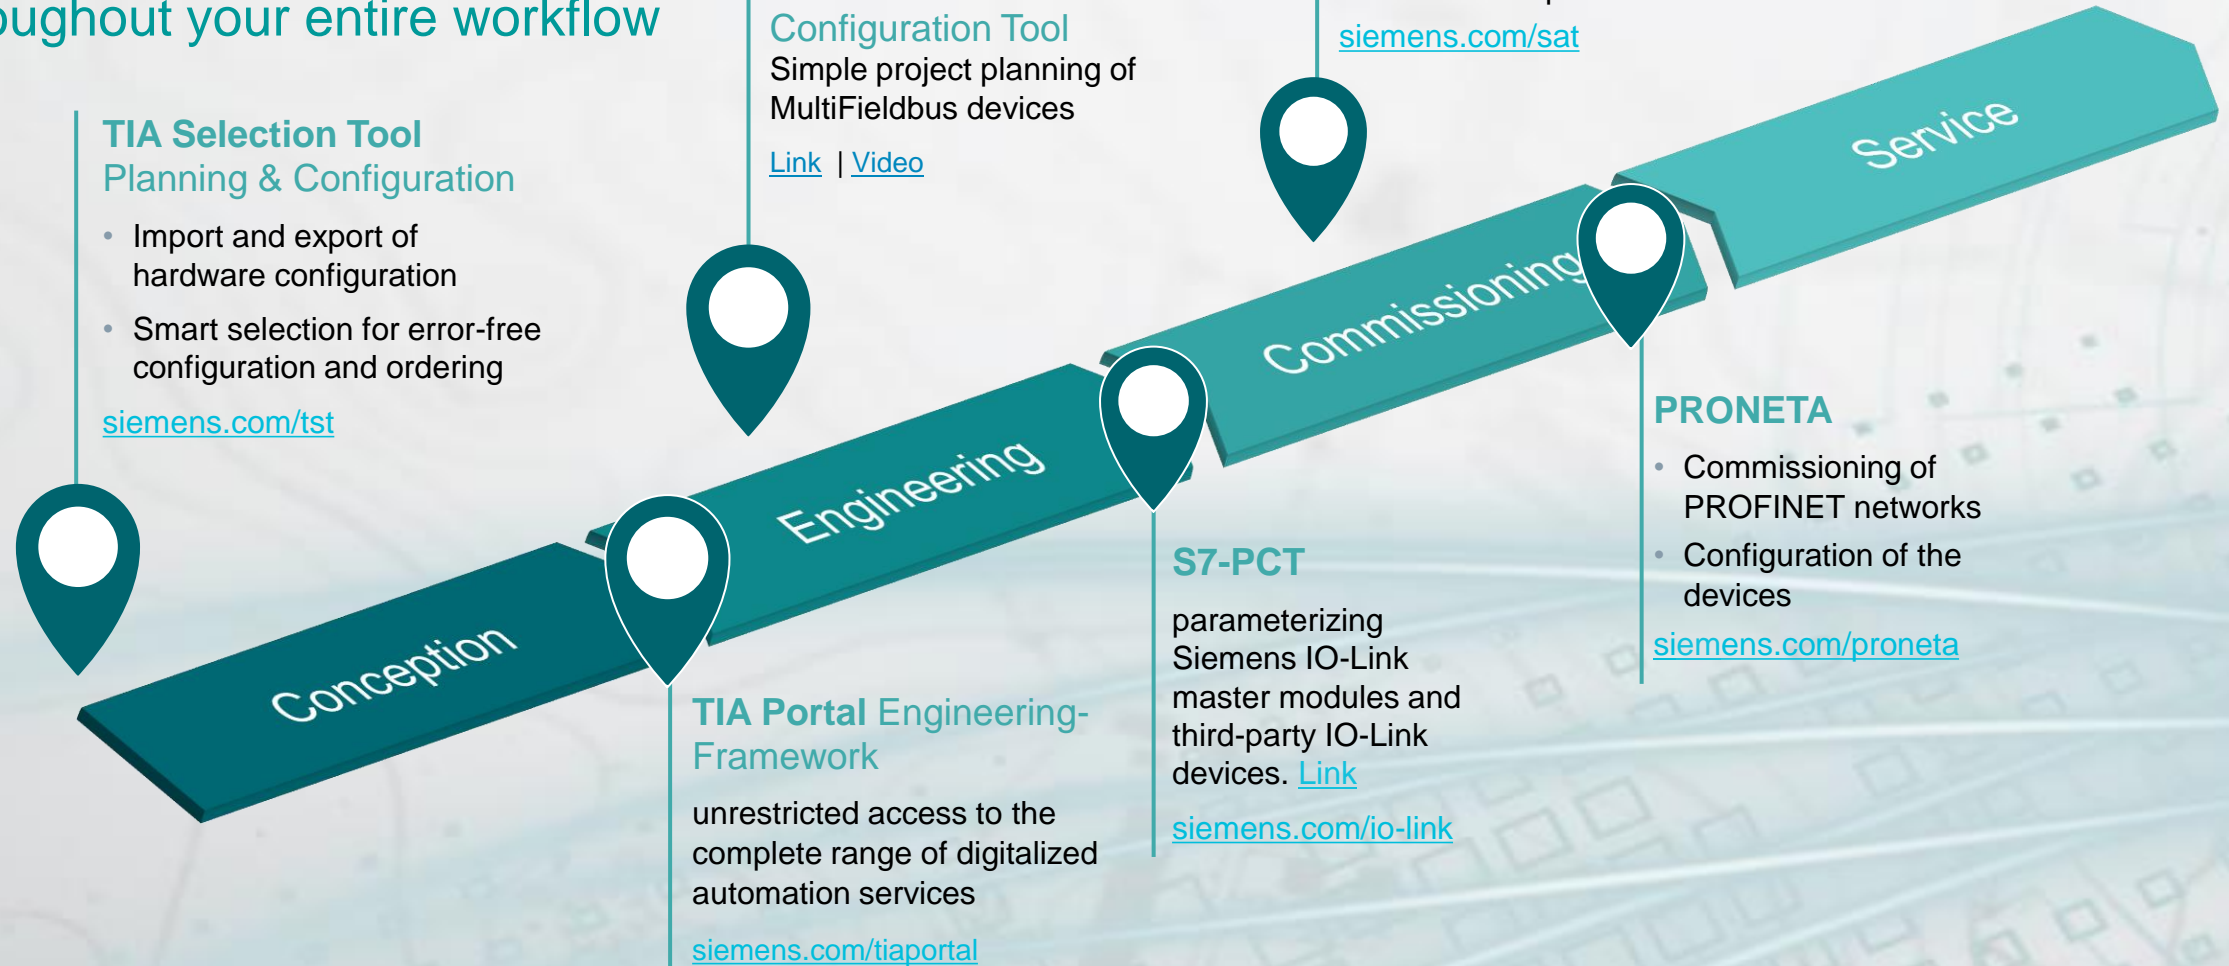 throughout your entire workflow
Configuration Tool
Simple project planning of
MultiFieldbus devices
Link | Video
siemens.com/sat
TIA Selection Tool
Planning & Configuration
• Import and export of
hardware configuration
• Smart selection for error-free
configuration and ordering
siemens.com/tst
Service
Commissioning
Engineering
Conception
PRONETA
• Commissioning of
PROFINET networks
• Configuration of the
devices
siemens.com/proneta
S7-PCT
parameterizing
Siemens IO-Link
master modules and
third-party IO-Link
devices. Link
siemens.com/io-link
TIA Portal Engineering-
Framework
unrestricted access to the
complete range of digitalized
automation services
siemens.com/tiaportal